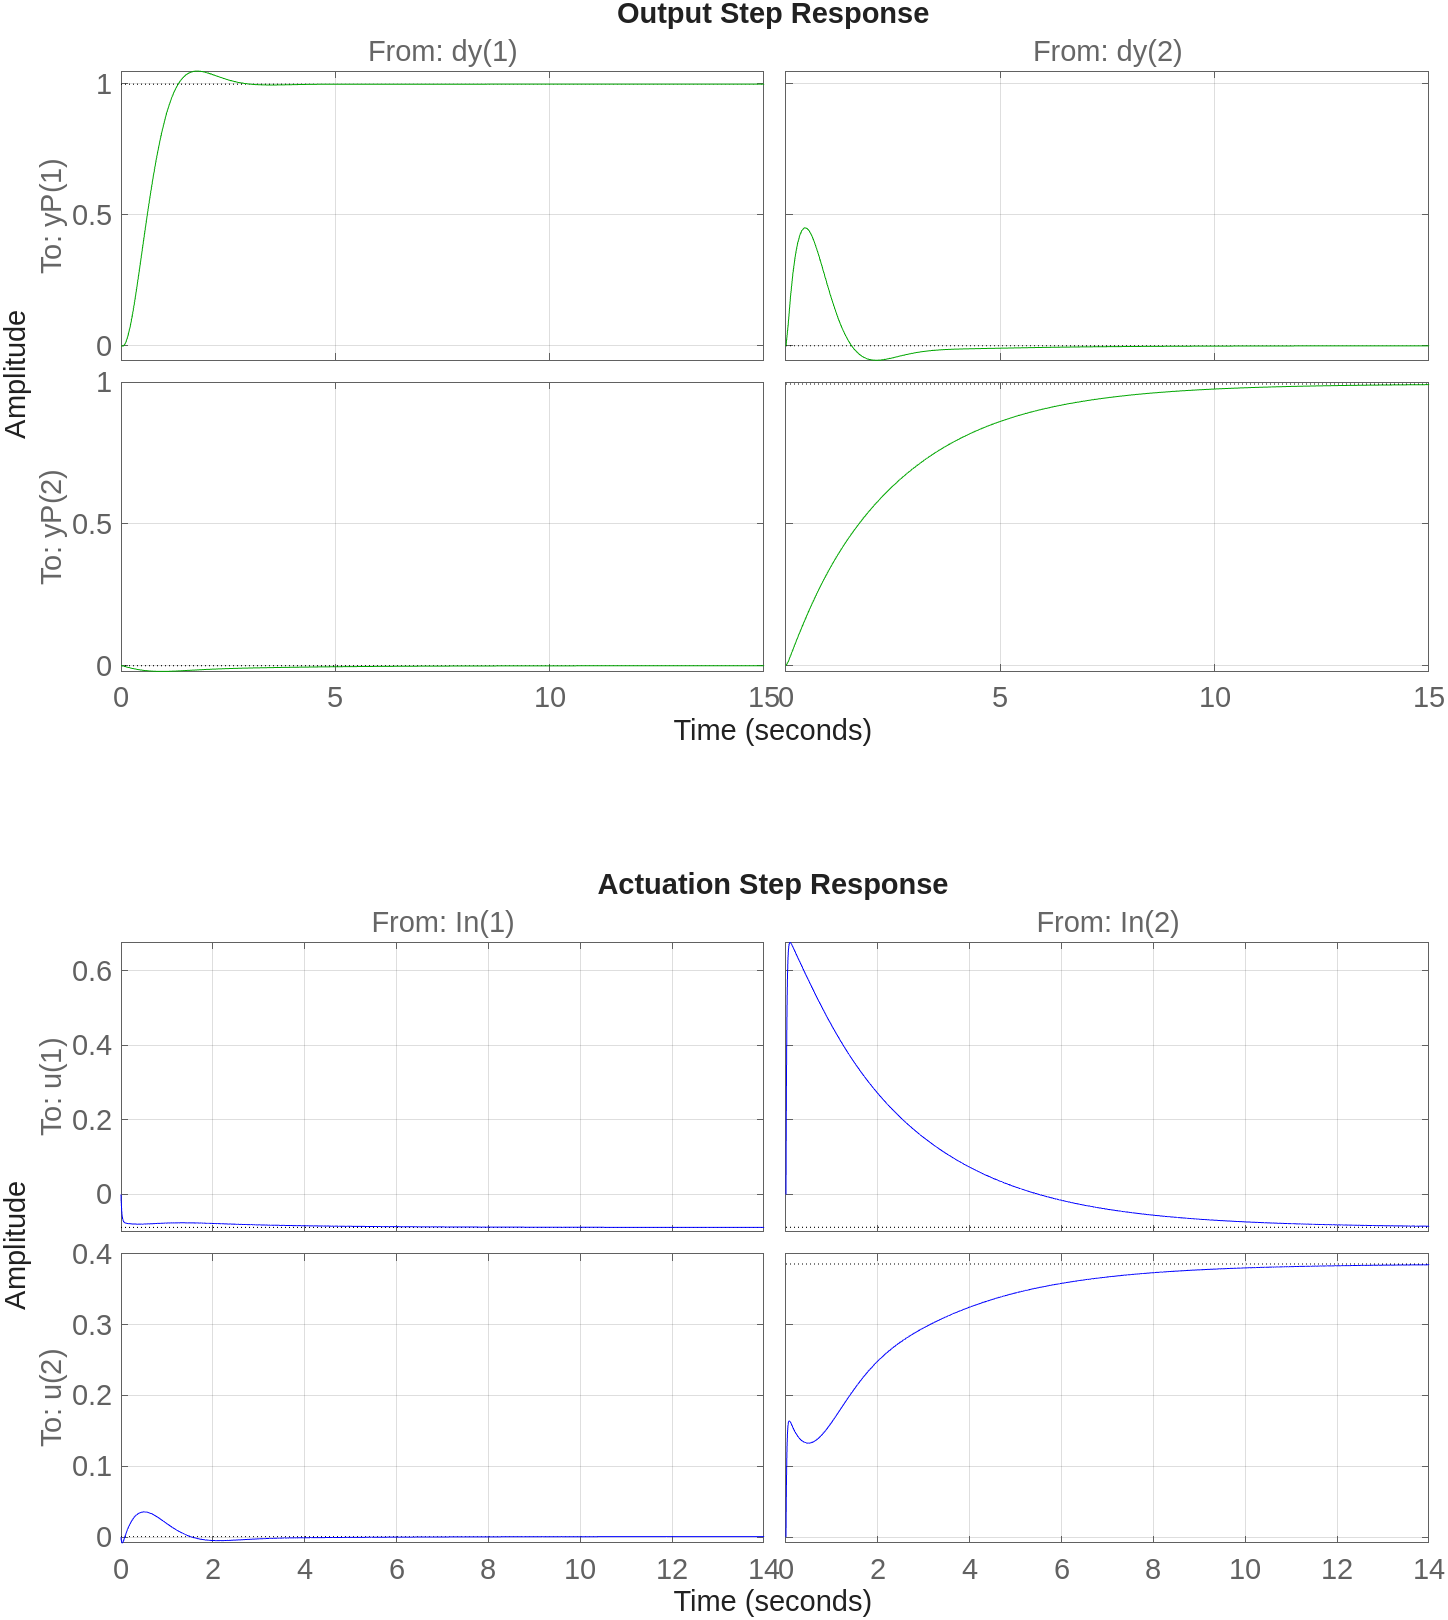 Output Step Response
From: dy(1)
From: dy(2)
Amplitude
To: yP(1)
1
0.5
0
To: yP(2)
1
0.5
0
0 5 10 15
0 5 10 15
Time (seconds)
Actuation Step Response
From: In(1)
From: In(2)
Amplitude
To: u(1)
0.6
0.4
0.2
0
To: u(2)
0.4
0.3
0.2
0.1
0
0 2 4 6 8 10 12 14
0 2 4 6 8 10 12 14
Time (seconds)